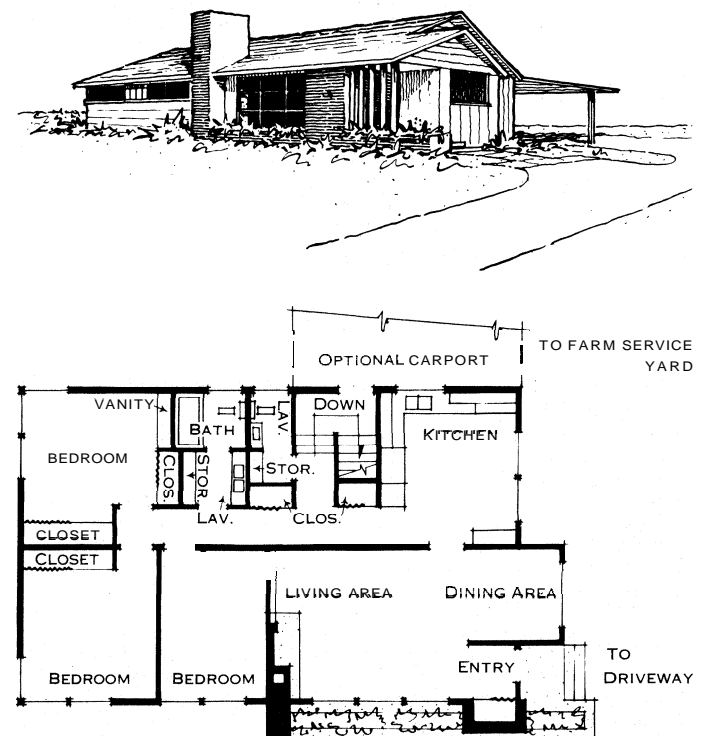 OPTIONAL CARPORT
TO FARM SERVICE
YARD
VANITY
BATH
LAV.
DOWN
KITCHEN
BEDROOM
CLOS.
STOR.
STOR.
LAV.
CLOS.
CLOSET
CLOSET
LIVING AREA
DINING AREA
BEDROOM
BEDROOM
ENTRY
TO
DRIVEWAY